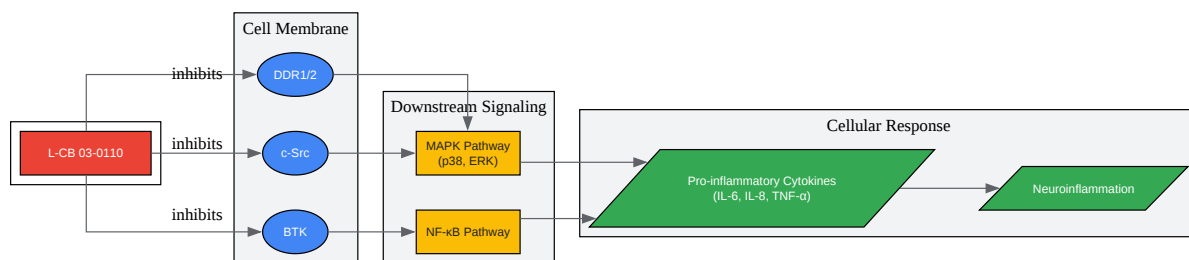 Cell Membrane
inhibits
DDR1/2
Downstream Signaling
Cellular Response
L-CB 03-0110
inhibits
c-Src
MAPK Pathway
(p38, ERK)
Pro-inflammatory Cytokines
(IL-6, IL-8, TNF-α)
Neuroinflammation
inhibits
BTK
NF-κB Pathway